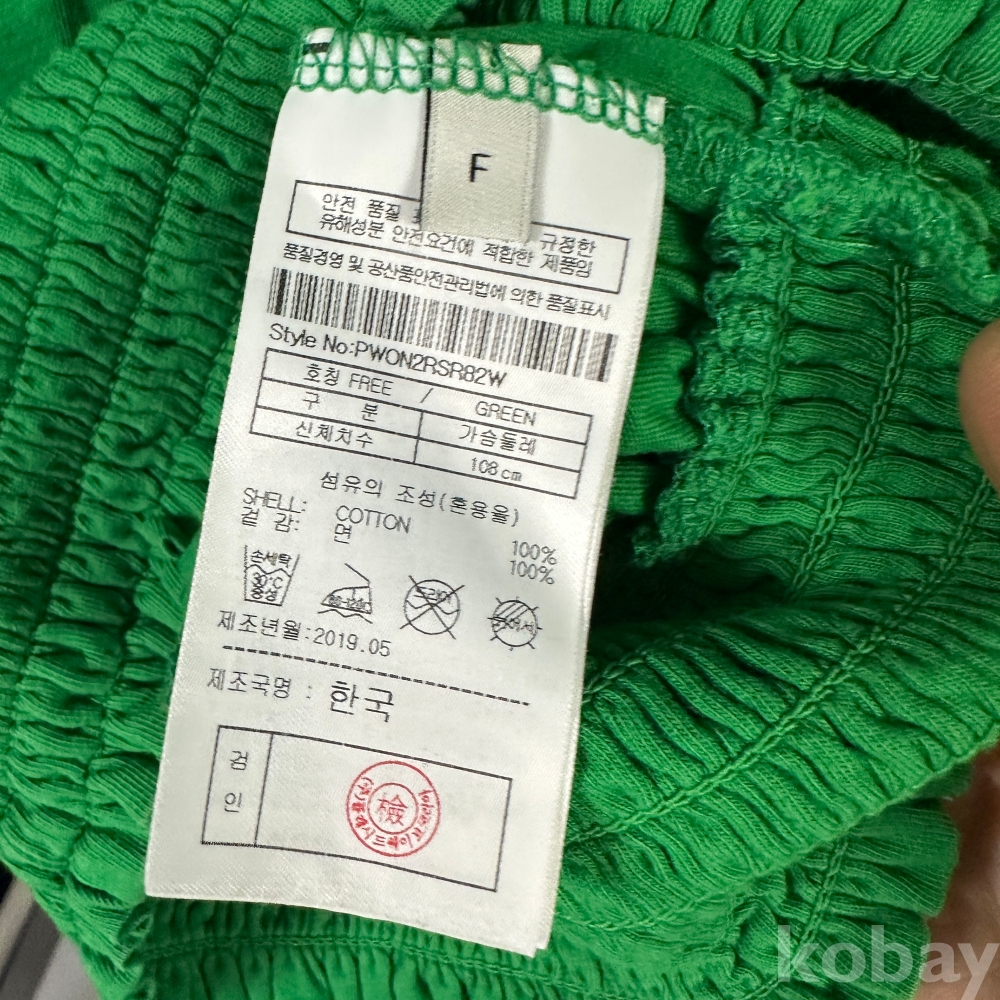 F
안전 품질 규정한
유해성분 안전요건에 적합한 제품임
품질경영 및 공산품안전관리법에 의한 품질표시
Style No:PWON2RSR82W
호칭 FREE / GREEN
구 분 가슴둘레
신체치수 108cm
섬유의 조성(혼용율)
SHELL: COTTON 100%
겉 감: 면 100%
손세탁
30℃
중성
드라이
제조년월:2019.05
제조국명 : 한국
검
인
檢
kobay